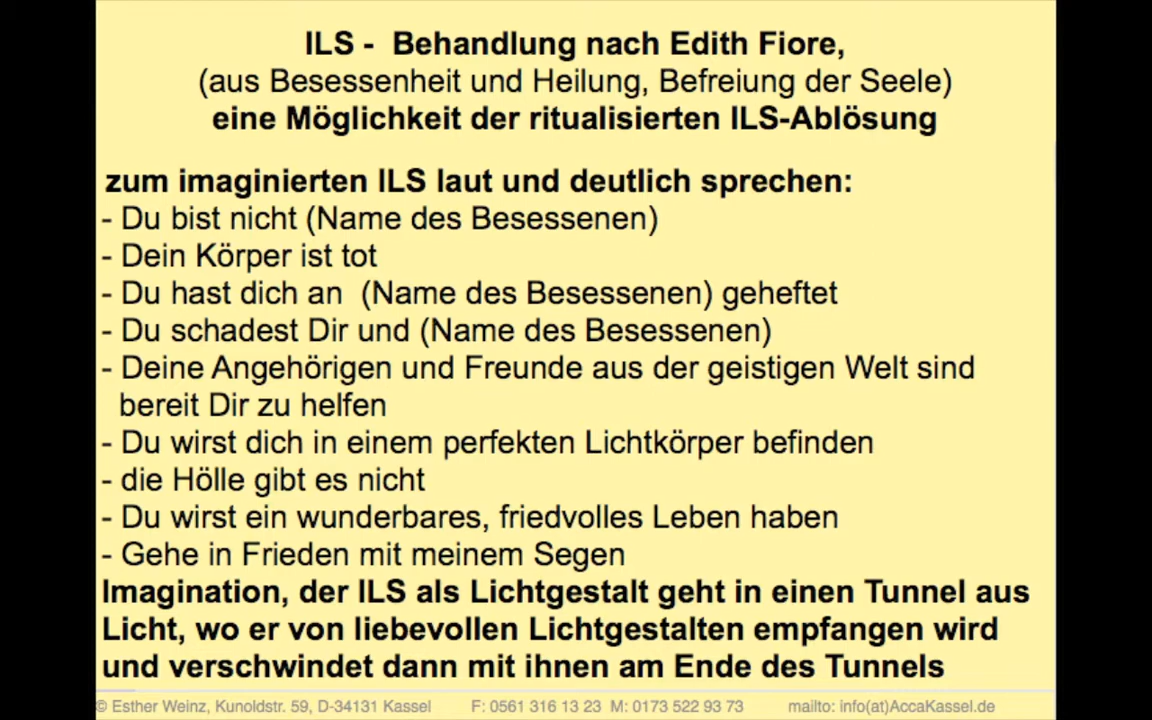 ILS - Behandlung nach Edith Fiore,
(aus Besessenheit und Heilung, Befreiung der Seele)
eine Möglichkeit der ritualisierten ILS-Ablösung
zum imaginierten ILS laut und deutlich sprechen:
- Du bist nicht (Name des Besessenen)
- Dein Körper ist tot
- Du hast dich an (Name des Besessenen) geheftet
- Du schadest Dir und (Name des Besessenen)
- Deine Angehörigen und Freunde aus der geistigen Welt sind
bereit Dir zu helfen
- Du wirst dich in einem perfekten Lichtkörper befinden
- die Hölle gibt es nicht
- Du wirst ein wunderbares, friedvolles Leben haben
- Gehe in Frieden mit meinem Segen
Imagination, der ILS als Lichtgestalt geht in einen Tunnel aus
Licht, wo er von liebevollen Lichtgestalten empfangen wird
und verschwindet dann mit ihnen am Ende des Tunnels
© Esther Weinz, Kunoldstr. 59, D-34131 Kassel F: 0561 316 13 23 M: 0173 522 93 73 mailto: info(at)AccaKassel.de